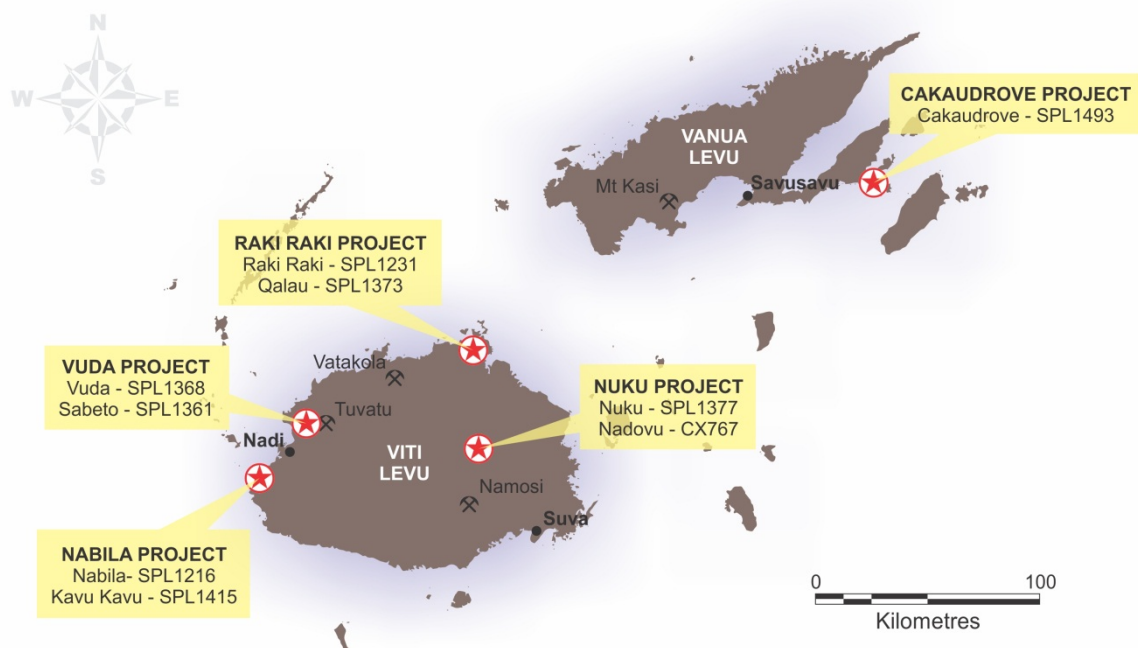 N
W E
S
CAKAUDROVE PROJECT
Cakaudrove - SPL1493
VANUA
LEVU
Mt Kasi
Savusavu
RAKI RAKI PROJECT
Raki Raki - SPL1231
Qalau - SPL1373
VUDA PROJECT
Vuda - SPL1368
Sabeto - SPL1361
Vatakola
Tuvatu
NUKU PROJECT
Nuku - SPL1377
Nadovu - CX767
Nadi
VITI
LEVU
Namosi
Suva
NABILA PROJECT
Nabila- SPL1216
Kavu Kavu - SPL1415
0 100
Kilometres